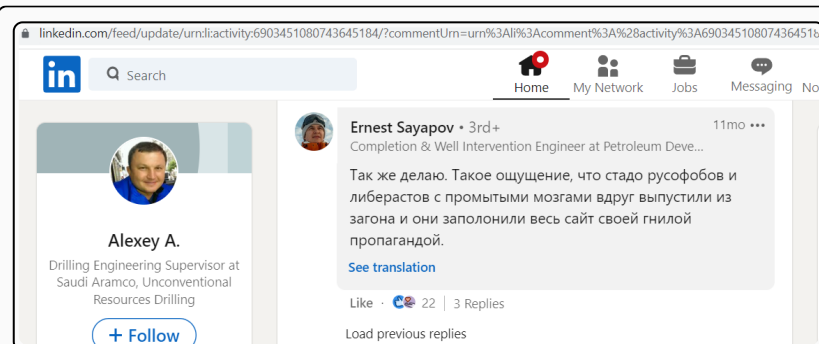 linkedin.com/feed/update/urn:li:activity:6903451080743645184/?commentUrn=urn%3Ali%3Acomment%3A%28activity%3A69034510807436451
in
Search
Home
My Network
Jobs
Messaging
No
Ernest Sayapov • 3rd+
11mo
Completion & Well Intervention Engineer at Petroleum Deve...
Так же делаю. Такое ощущение, что стадо русофобов и
либерастов с промытыми мозгами вдруг выпустили из
загона и они заполонили весь сайт своей гнилой
пропагандой.
See translation
Like · 22 | 3 Replies
Load previous replies
Alexey A.
Drilling Engineering Supervisor at
Saudi Aramco, Unconventional
Resources Drilling
+ Follow